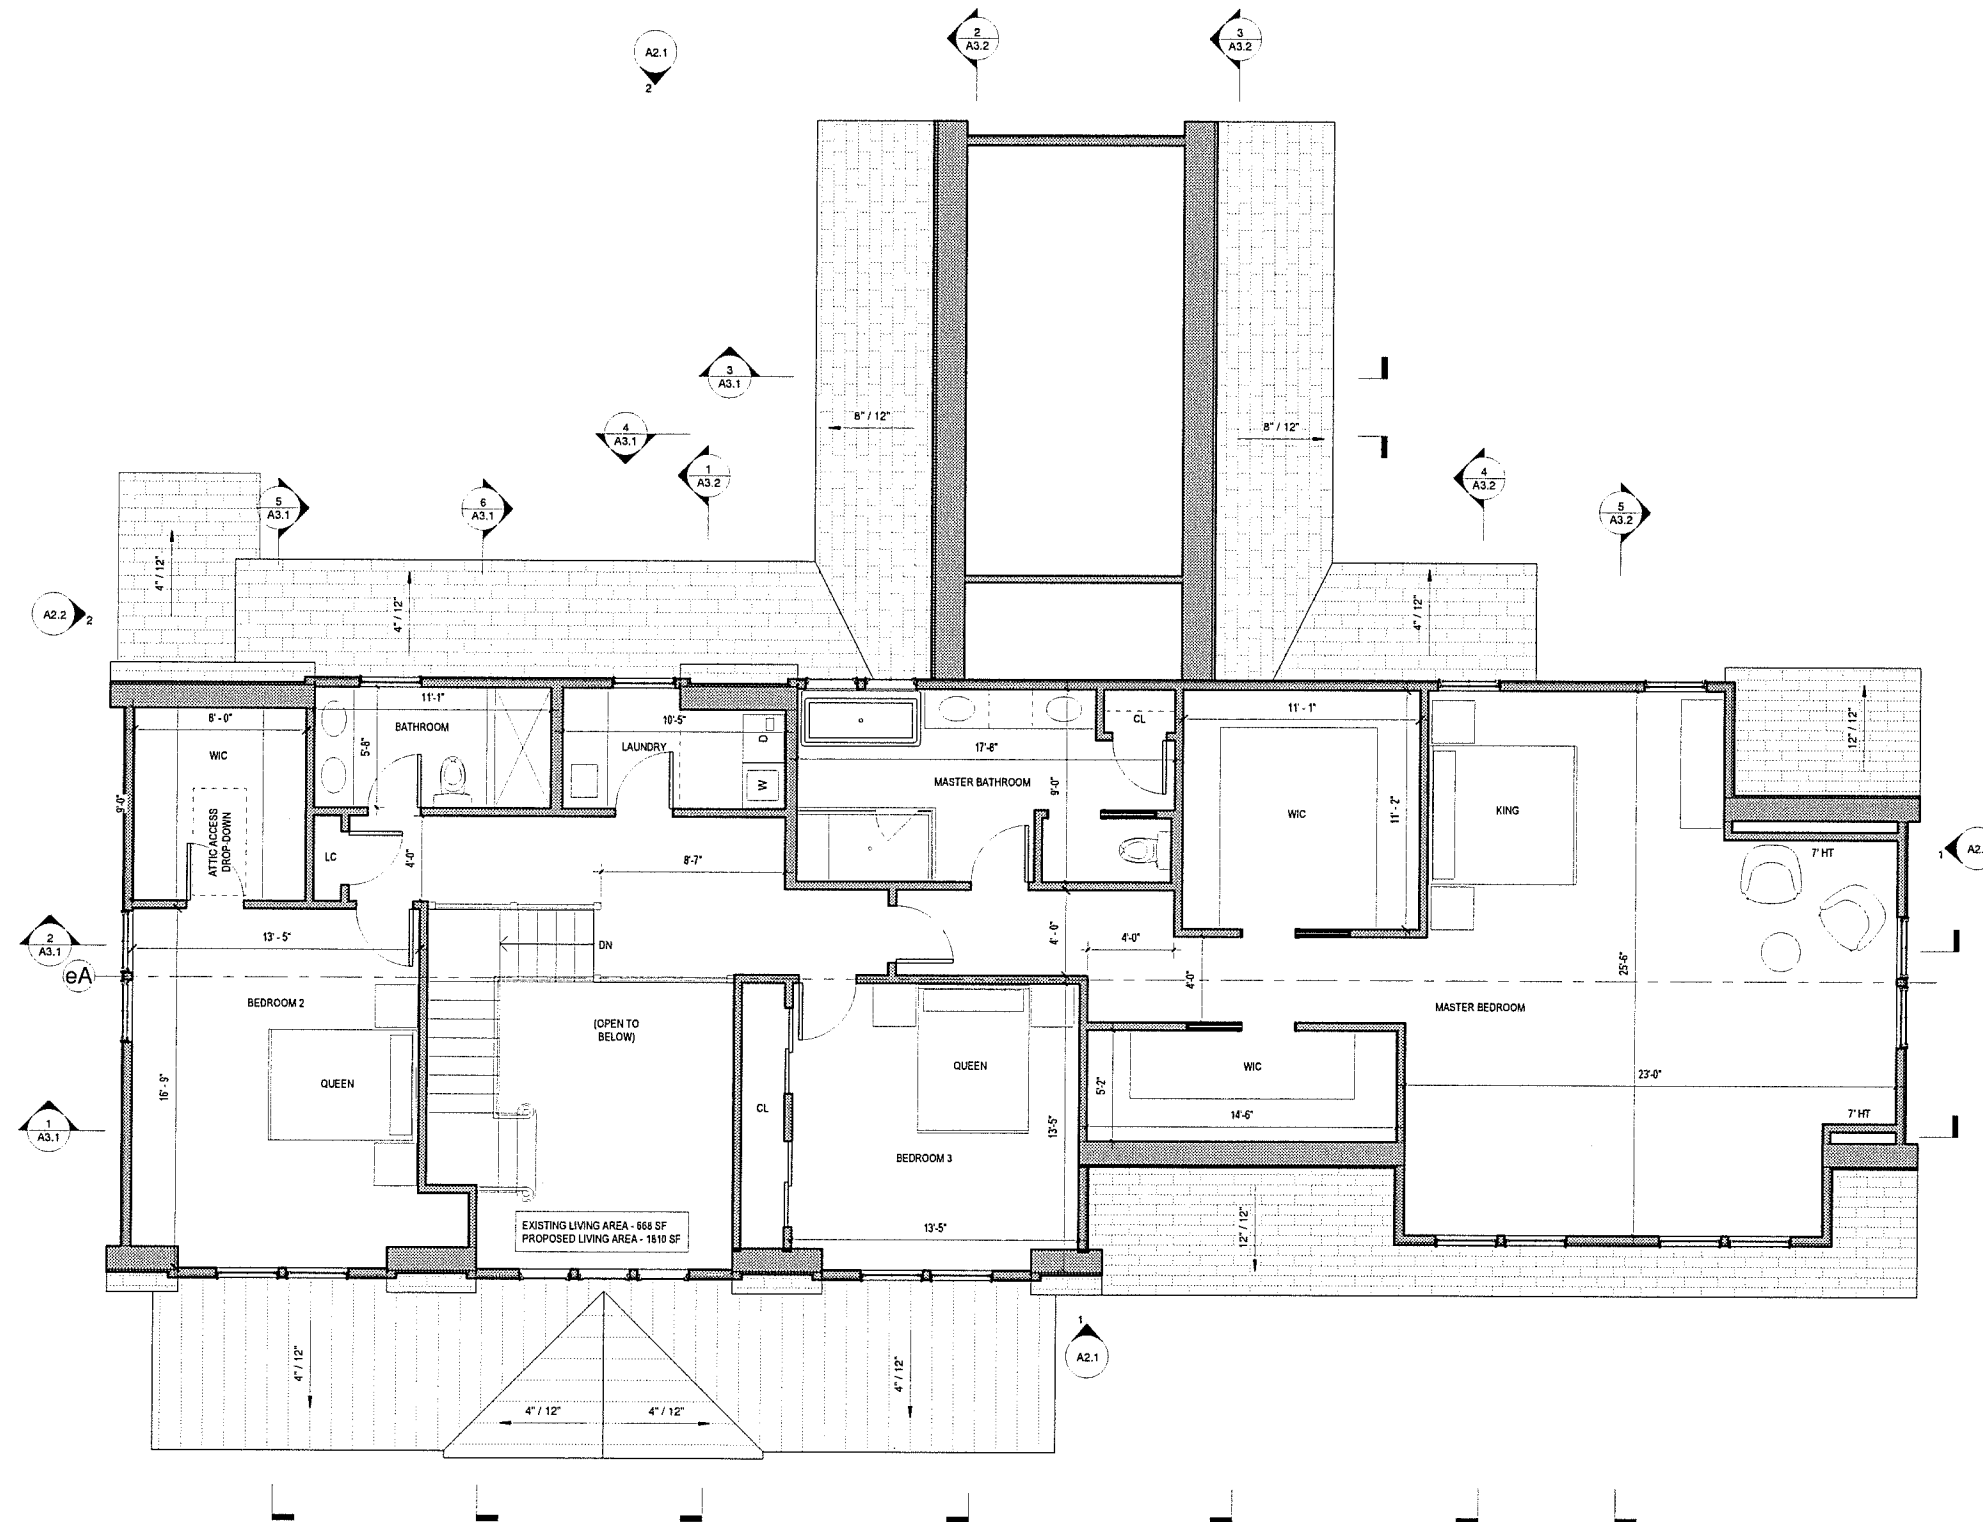 2
A3.2
3
A3.2
A2.1
2
3
A3.1
8" / 12"
8" / 12"
4
A3.1
1
A3.2
4
A3.2
5
A3.1
6
A3.1
5
A3.2
4" / 12"
4" / 12"
4" / 12"
A2.2
2
12" / 12"
8' - 0"
11'-1"
BATHROOM
5'-8"
10'-5"
LAUNDRY
D
W
17'-8"
MASTER BATHROOM
9'-0"
CL
11' - 1"
WIC
11' - 2"
KING
WIC
9'-0"
ATTIC ACCESS
DROP-DOWN
LC
4'-0"
8'-7"
7' HT
1
A2.
2
A3.1
13' - 5"
DN
4' - 0"
4'-0"
4'-0"
25'-6"
eA
BEDROOM 2
MASTER BEDROOM
(OPEN TO
BELOW)
QUEEN
QUEEN
WIC
23'-0"
16' - 9"
5'-2"
CL
14'-6"
7' HT
1
A3.1
13'-5"
BEDROOM 3
EXISTING LIVING AREA - 668 SF
PROPOSED LIVING AREA - 1810 SF
13'-5"
12" / 12"
1
A2.1
4" / 12"
4" / 12"
4" / 12"
4" / 12"